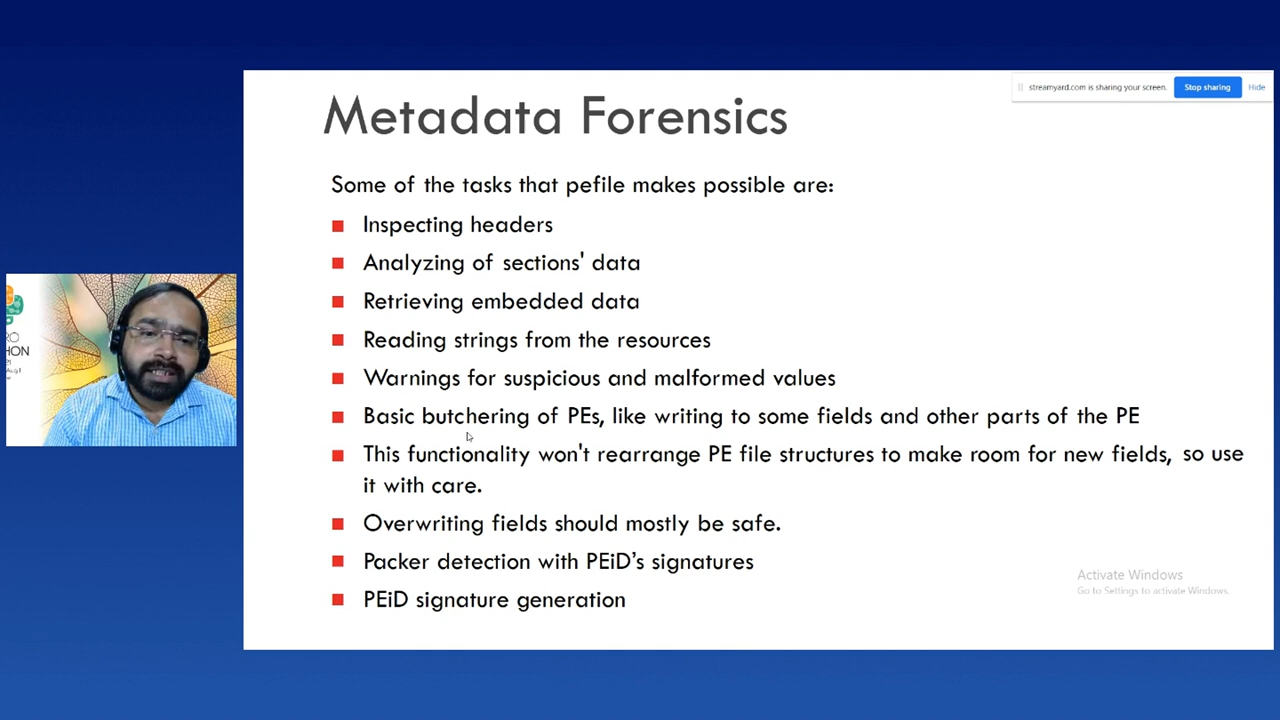 Metadata Forensics
streamyard.com is sharing your screen.
Stop sharing
Hide
Some of the tasks that pefile makes possible are:
Inspecting headers
Analyzing of sections' data
Retrieving embedded data
Reading strings from the resources
Warnings for suspicious and malformed values
Basic butchering of PEs, like writing to some fields and other parts of the PE
This functionality won't rearrange PE file structures to make room for new fields, so use
it with care.
Overwriting fields should mostly be safe.
Packer detection with PEiD's signatures
PEiD signature generation
Activate Windows
Go to Settings to activate Windows.